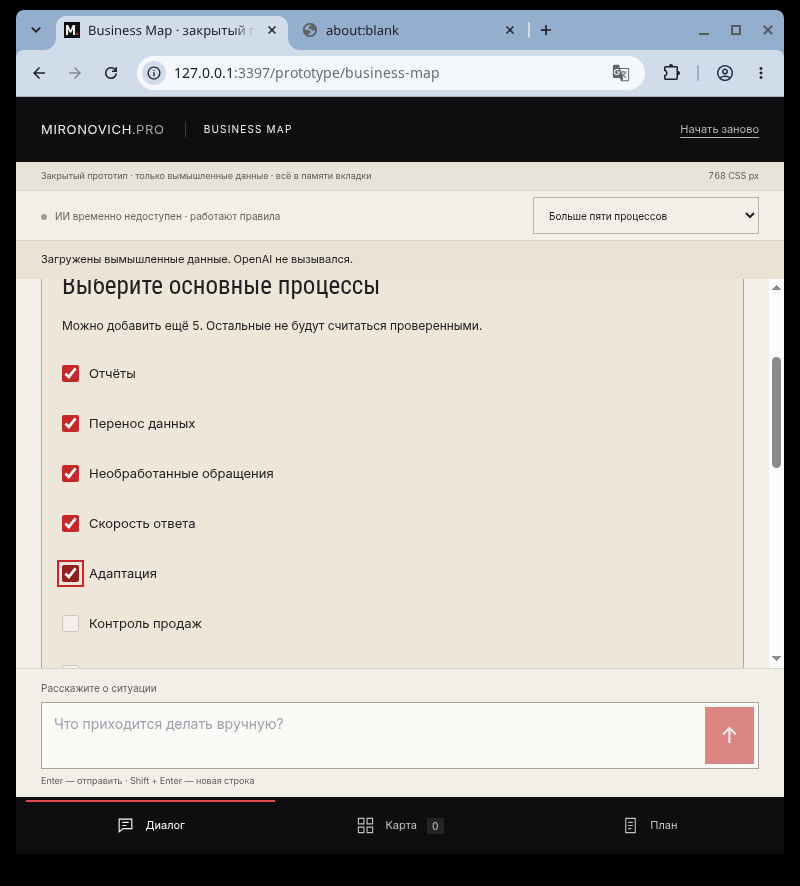 Business Map · закрытый п
about:blank
127.0.0.1:3397/prototype/business-map
MIRONOVICH.PRO
BUSINESS MAP
Начать заново
Закрытый прототип · только вымышленные данные · всё в памяти вкладки
768 CSS px
ИИ временно недоступен · работают правила
Больше пяти процессов
Загружены вымышленные данные. OpenAI не вызывался.
Выберите основные процессы
Можно добавить ещё 5. Остальные не будут считаться проверенными.
Отчёты
Перенос данных
Необработанные обращения
Скорость ответа
Адаптация
Контроль продаж
Расскажите о ситуации
Что приходится делать вручную?
Enter — отправить · Shift + Enter — новая строка
Диалог
Карта 0
План